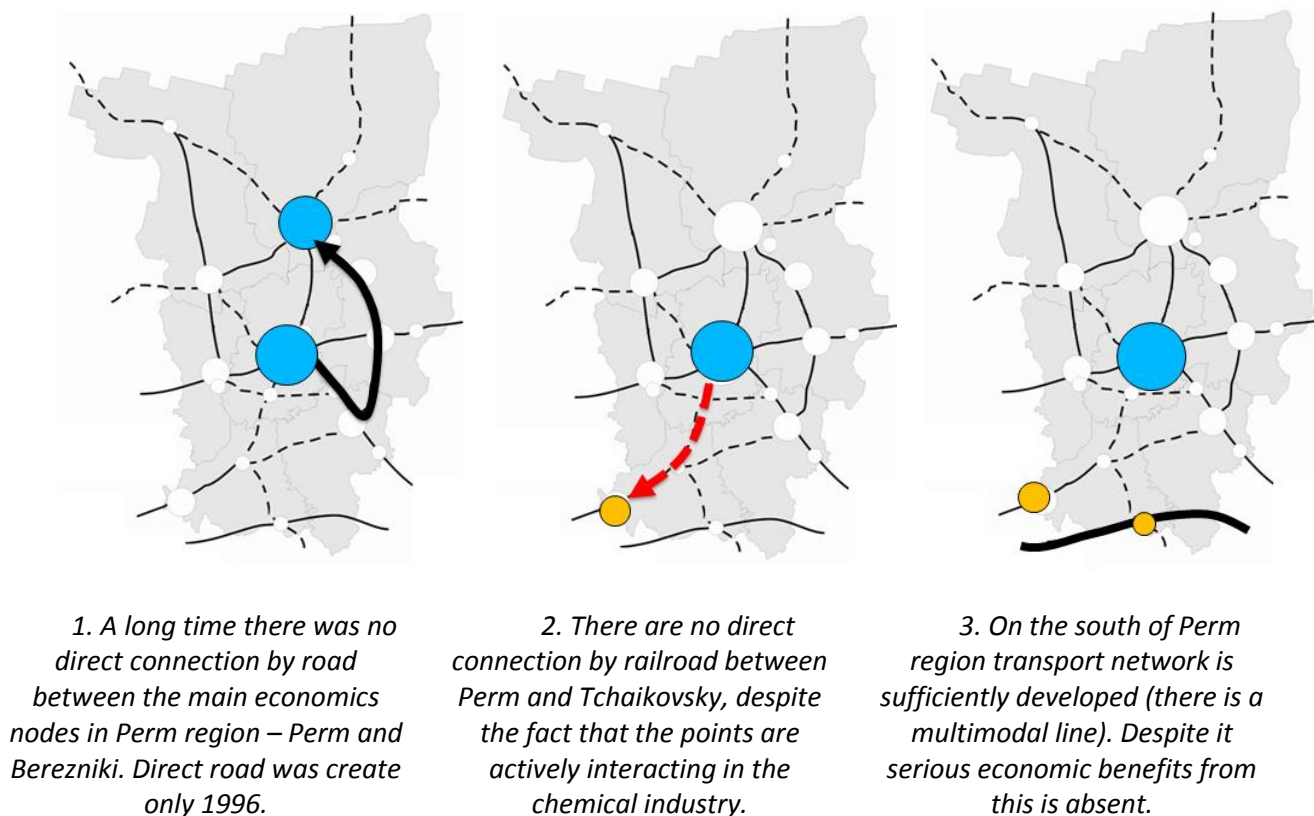 1. A long time there was no
direct connection by road
between the main economics
nodes in Perm region – Perm and
Berezniki. Direct road was create
only 1996.
2. There are no direct
connection by railroad between
Perm and Tchaikovsky, despite
the fact that the points are
actively interacting in the
chemical industry.
3. On the south of Perm
region transport network is
sufficiently developed (there is a
multimodal line). Despite it
serious economic benefits from
this is absent.